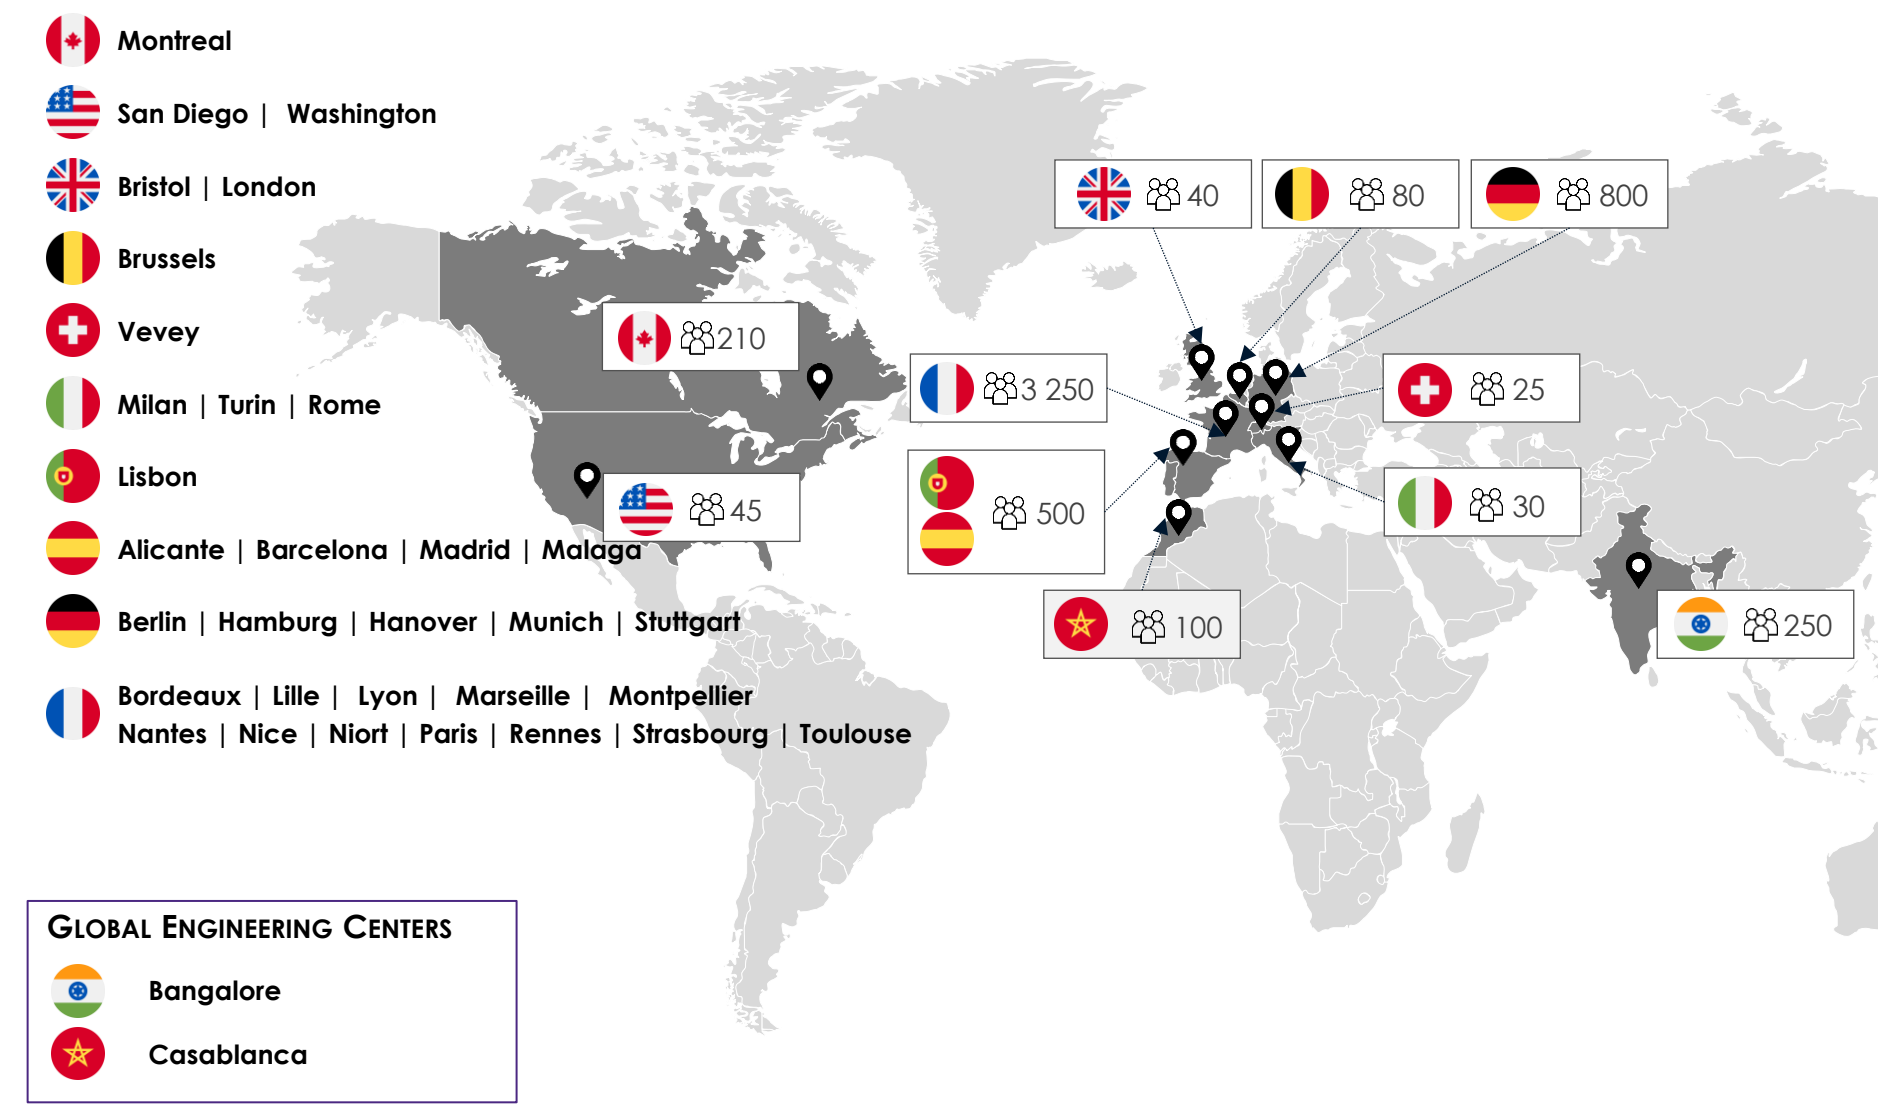 Montreal
San Diego | Washington
Bristol | London
Brussels
Vevey
Milan | Turin | Rome
Lisbon
Alicante | Barcelona | Madrid | Malaga
Berlin | Hamburg | Hanover | Munich | Stuttgart
Bordeaux | Lille | Lyon | Marseille | Montpellier
Nantes | Nice | Niort | Paris | Rennes | Strasbourg | Toulouse
40
80
800
210
3 250
25
45
500
30
100
250
GLOBAL ENGINEERING CENTERS
Bangalore
Casablanca